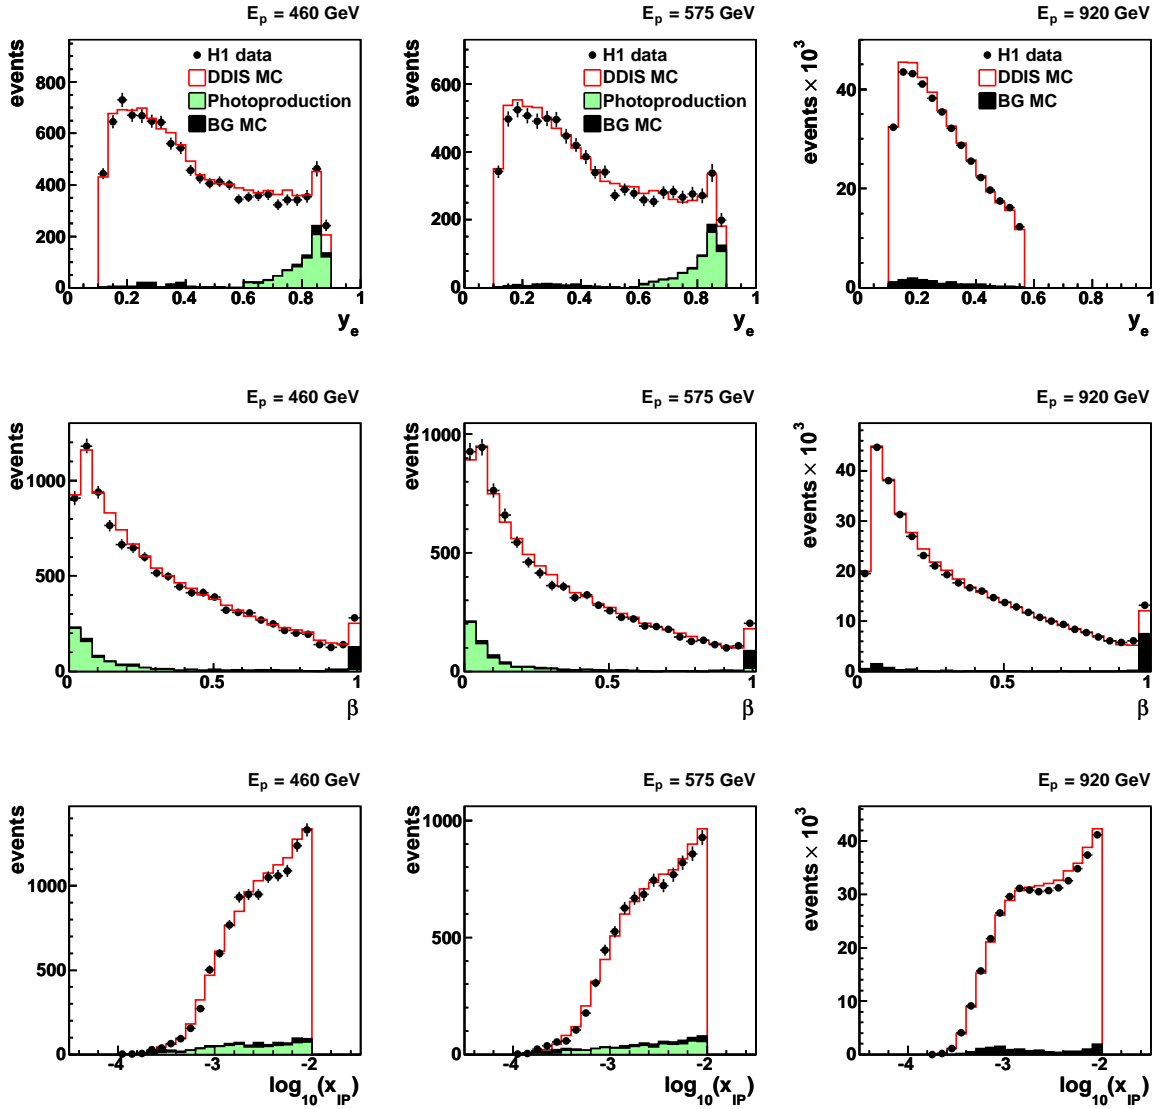 E_p = 460 GeV
events
H1 data
DDIS MC
Photoproduction
BG MC
800
600
400
200
0
0 0.2 0.4 0.6 0.8 1
y_e
E_p = 575 GeV
events
H1 data
DDIS MC
Photoproduction
BG MC
600
400
200
0
0 0.2 0.4 0.6 0.8 1
y_e
E_p = 920 GeV
events × 10^3
H1 data
DDIS MC
BG MC
40
20
0
0 0.2 0.4 0.6 0.8 1
y_e
E_p = 460 GeV
events
1000
500
0
0 0.5 1
β
E_p = 575 GeV
events
1000
500
0
0 0.5 1
β
E_p = 920 GeV
events × 10^3
40
30
20
10
0
0 0.5 1
β
E_p = 460 GeV
events
1000
500
0
-4 -3 -2
log_10(x_IP)
E_p = 575 GeV
events
1000
500
0
-4 -3 -2
log_10(x_IP)
E_p = 920 GeV
events × 10^3
40
30
20
10
0
-4 -3 -2
log_10(x_IP)